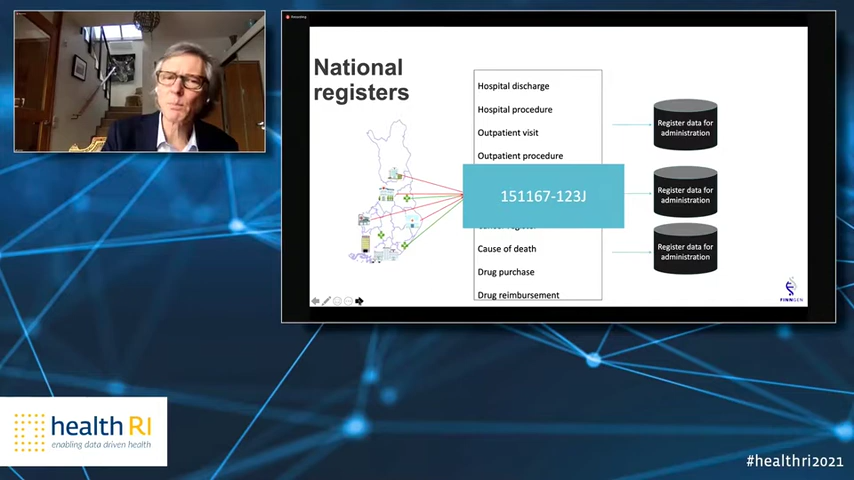 Recording
National
registers
Hospital discharge
Hospital procedure
Outpatient visit
Outpatient procedure
151167-123J
Cause of death
Drug purchase
Drug reimbursement
Register data for
administration
Register data for
administration
Register data for
administration
FINNGEN
health RI
enabling data driven health
#healthri2021